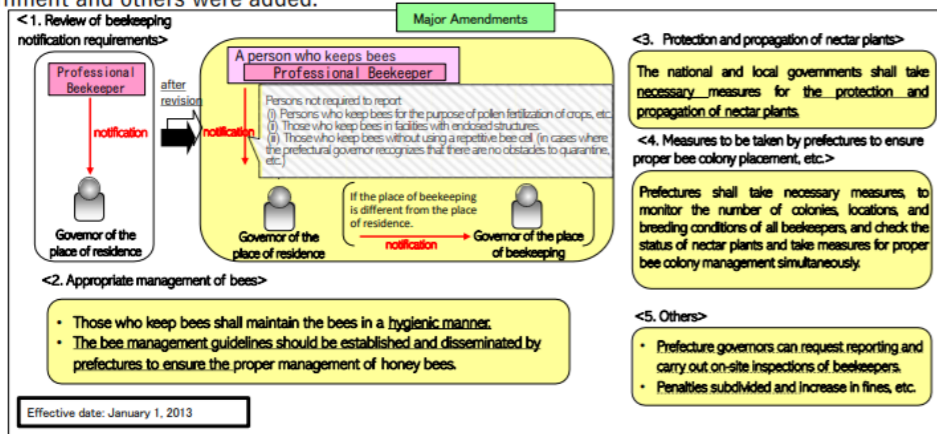 nment and others were added.
Major Amendments
<1. Review of beekeeping
notification requirements>
Professional
Beekeeper
notification
Governor of the
place of residence
after
revision
A person who keeps bees
Professional Beekeeper
notification
Persons not required to report
(i) Persons who keep bees for the purpose of pollen fertilization of crops, etc.
(ii) Those who keep bees in facilities with endosed structures.
(iii) Those who keep bees without using a repetitive bee cell (in cases where
the prefectural governor recognizes that there are no obstacles to quarantine,
etc.)
Governor of the
place of residence
If the place of beekeeping
is different from the place
of residence.
notification
Governor of the place
of beekeeping
<2. Appropriate management of bees>
• Those who keep bees shall maintain the bees in a hygienic manner.
• The bee management guidelines should be established and disseminated by
prefectures to ensure the proper management of honey bees.
Effective date: January 1, 2013
<3. Protection and propagation of nectar plants>
The national and local governments shall take
necessary measures for the protection and
propagation of nectar plants.
<4. Measures to be taken by prefectures to ensure
proper bee colony placement, etc.>
Prefectures shall take necessary measures, to
monitor the number of colonies, locations, and
breeding conditions of all beekeepers, and check the
status of nectar plants and take measures for proper
bee colony management simultaneously.
<5. Others>
• Prefecture governors can request reporting and
carry out on-site inspections of beekeepers.
• Penalties subdivided and increase in fines, etc.